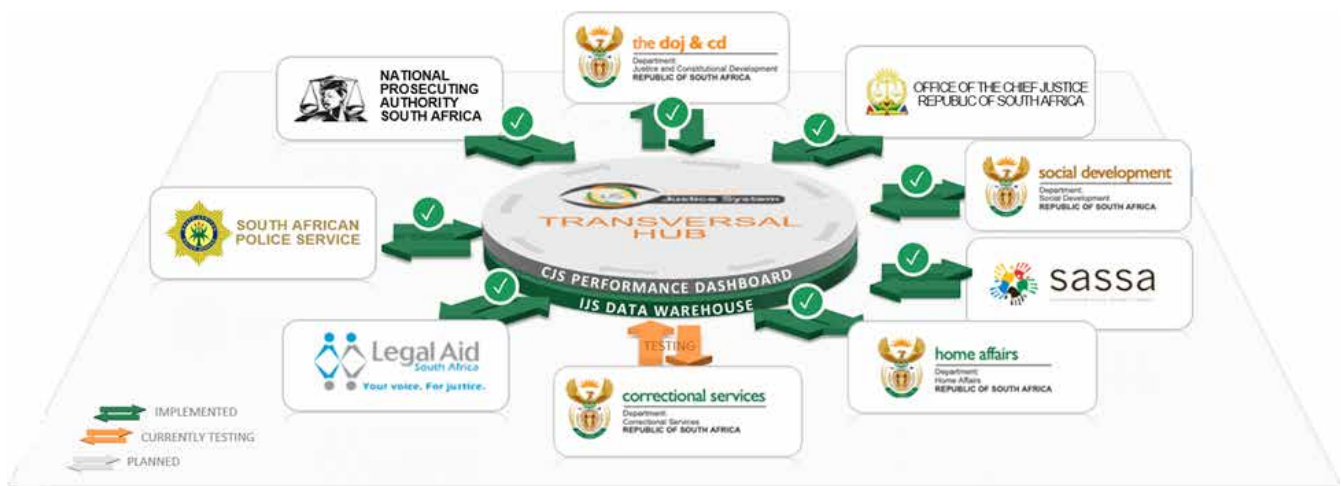 the doj & cd
Department:
Justice and Constitutional Development
REPUBLIC OF SOUTH AFRICA
NATIONAL
PROSECUTING
AUTHORITY
SOUTH AFRICA
OFFICE OF THE CHIEF JUSTICE
REPUBLIC OF SOUTH AFRICA
social development
Department:
Social Development
REPUBLIC OF SOUTH AFRICA
SOUTH AFRICAN
POLICE SERVICE
Justice System
TRANSVERSAL
HUB
CJS PERFORMANCE DASHBOARD
IJS DATA WAREHOUSE
sassa
Legal Aid
South Africa
Your voice. For justice.
TESTING
home affairs
Department:
Home Affairs
REPUBLIC OF SOUTH AFRICA
correctional services
Department:
Correctional Services
REPUBLIC OF SOUTH AFRICA
IMPLEMENTED
CURRENTLY TESTING
PLANNED